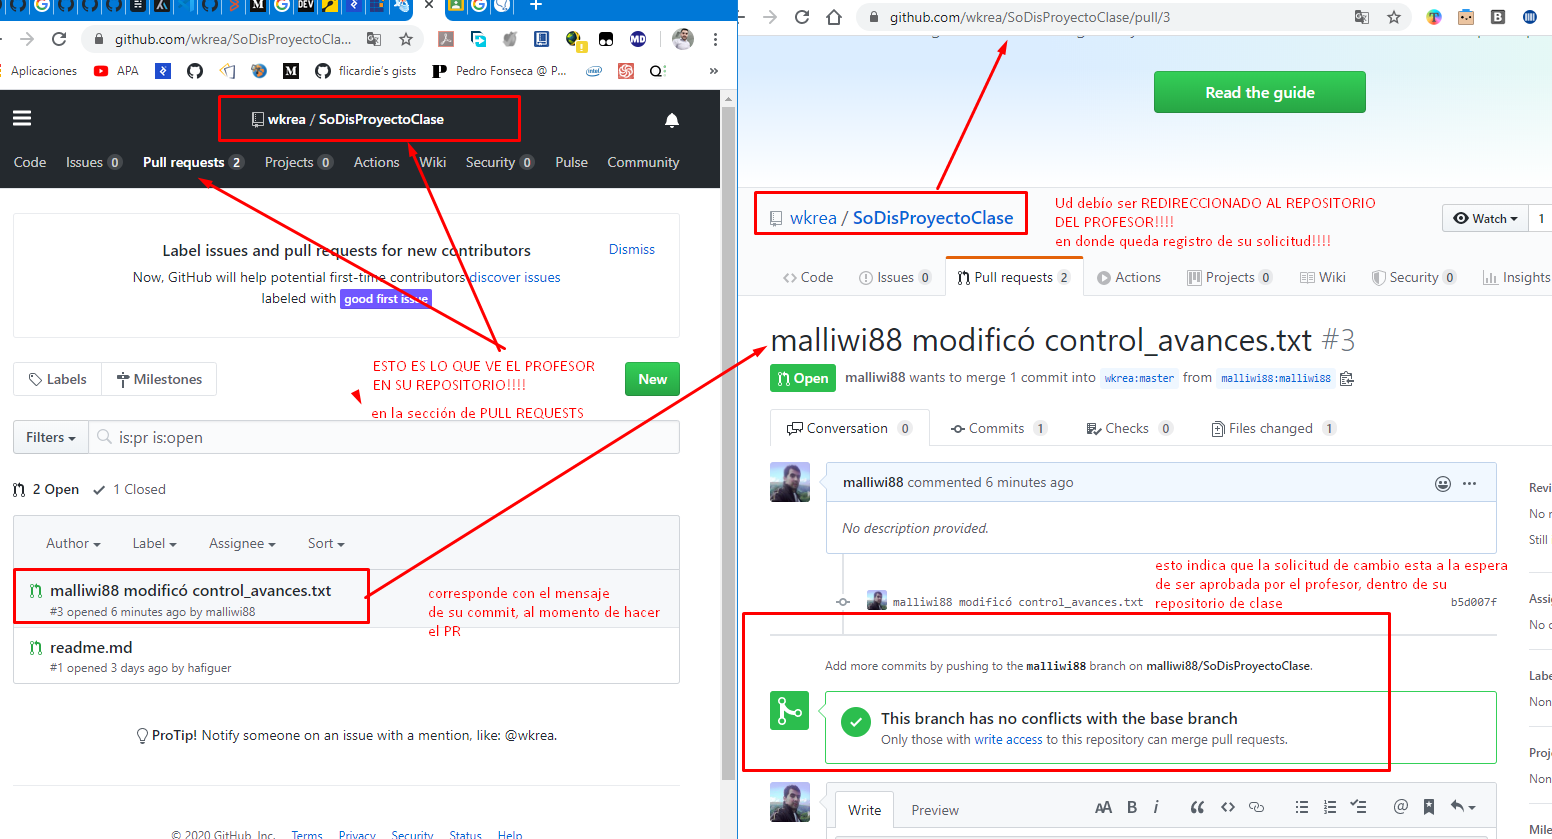 github.com/wkrea/SoDisProyectoCla...
Aplicaciones
APA
flicardie's gists
Pedro Fonseca @ P...
»
wkrea / SoDisProyectoClase
Code
Issues 0
Pull requests 2
Projects 0
Actions
Wiki
Security 0
Pulse
Community
Label issues and pull requests for new contributors
Dismiss
Now, GitHub will help potential first-time contributors discover issues
labeled with good first issue
ESTO ES LO QUE VE EL PROFESOR
EN SU REPOSITORIO!!!!
en la sección de PULL REQUESTS
Labels
Milestones
New
Filters
is:pr is:open
2 Open
1 Closed
Author
Label
Assignee
Sort
malliwi88 modificó control_avances.txt
#3 opened 6 minutes ago by malliwi88
corresponde con el mensaje
de su commit, al momento de hacer
el PR
readme.md
#1 opened 3 days ago by hafiguer
ProTip! Notify someone on an issue with a mention, like: @wkrea.
© 2020 GitHub, Inc.
Terms
Privacy
Security
Status
Help
github.com/wkrea/SoDisProyectoClase/pull/3
Read the guide
wkrea / SoDisProyectoClase
Ud debío ser REDIRECCIONADO AL REPOSITORIO
DEL PROFESOR!!!!
en donde queda registro de su solicitud!!!!
Watch
1
Code
Issues 0
Pull requests 2
Actions
Projects 0
Wiki
Security 0
Insights
malliwi88 modificó control_avances.txt #3
Open
malliwi88 wants to merge 1 commit into wkrea:master from malliwi88:malliwi88
Conversation 0
Commits 1
Checks 0
Files changed 1
malliwi88 commented 6 minutes ago
No description provided.
esto indica que la solicitud de cambio esta a la espera
de ser aprobada por el profesor, dentro de su
repositorio de clase
malliwi88 modificó control_avances.txt
b5d007f
Add more commits by pushing to the malliwi88 branch on malliwi88/SoDisProyectoClase.
This branch has no conflicts with the base branch
Only those with write access to this repository can merge pull requests.
Write
Preview
Revi
No r
Still
Assi
No o
Labe
Non
Proj
Non
Mile